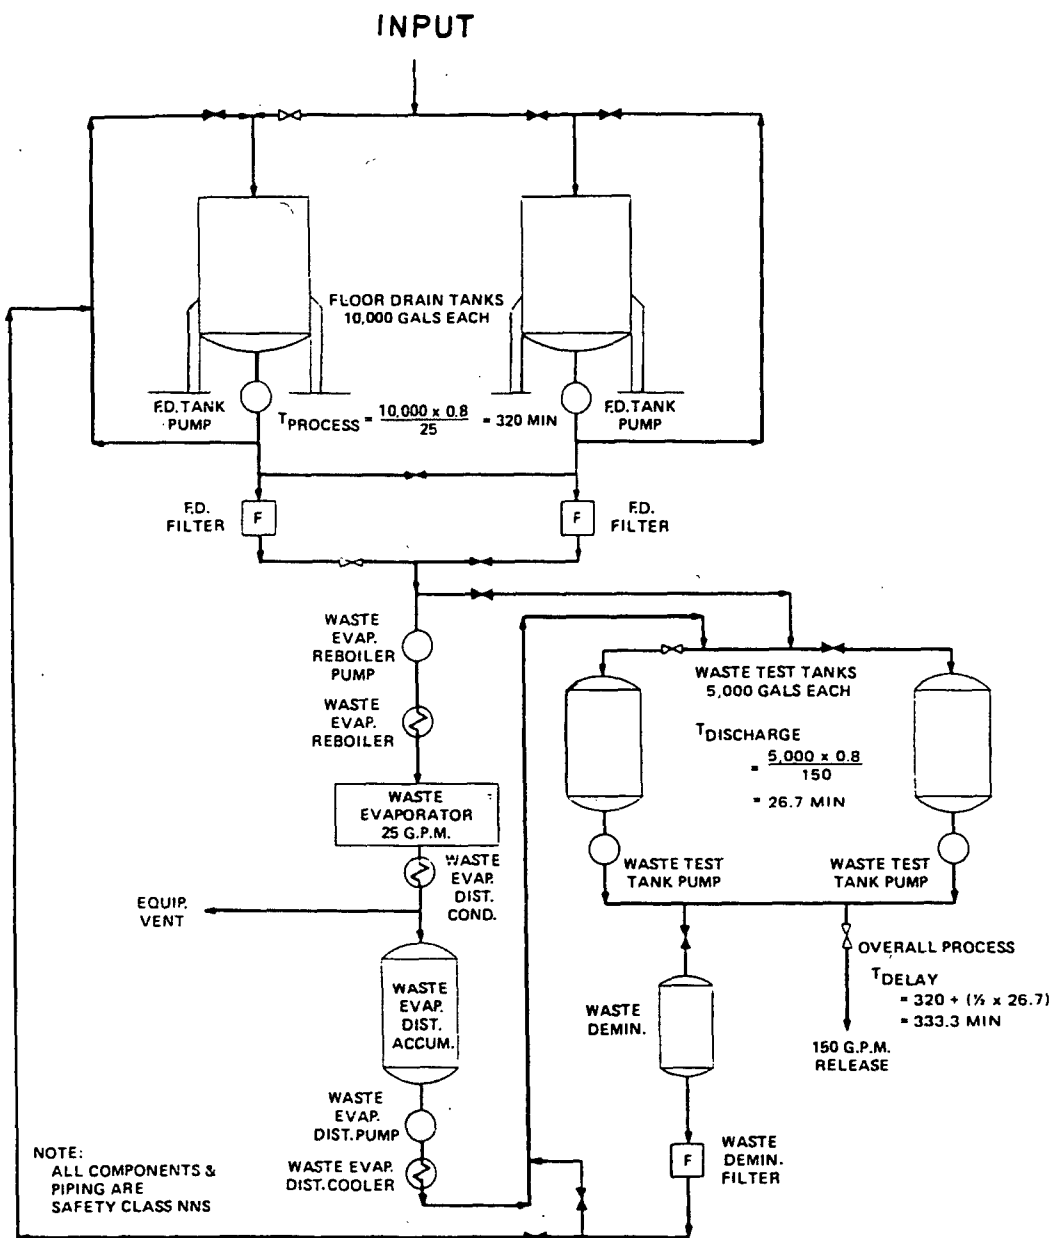 INPUT
FLOOR DRAIN TANKS
10,000 GALS EACH
F.D. TANK
PUMP
TPROCESS = 10,000 x 0.8 / 25 = 320 MIN
F.D. TANK
PUMP
F.D.
FILTER
F
F
F.D.
FILTER
WASTE
EVAP.
REBOILER
PUMP
WASTE
EVAP.
REBOILER
WASTE
EVAPORATOR
25 G.P.M.
WASTE
EVAP.
DIST.
COND.
EQUIP.
VENT
WASTE
EVAP.
DIST.
ACCUM.
WASTE
EVAP.
DIST. PUMP
WASTE EVAP.
DIST. COOLER
WASTE TEST TANKS
5,000 GALS EACH
TDISCHARGE
= 5,000 x 0.8 / 150
= 26.7 MIN
WASTE TEST
TANK PUMP
WASTE TEST
TANK PUMP
WASTE
DEMIN.
OVERALL PROCESS
TDELAY
= 320 + (½ x 26.7)
= 333.3 MIN
150 G.P.M.
RELEASE
F
WASTE
DEMIN.
FILTER
NOTE:
ALL COMPONENTS &
PIPING ARE
SAFETY CLASS NNS